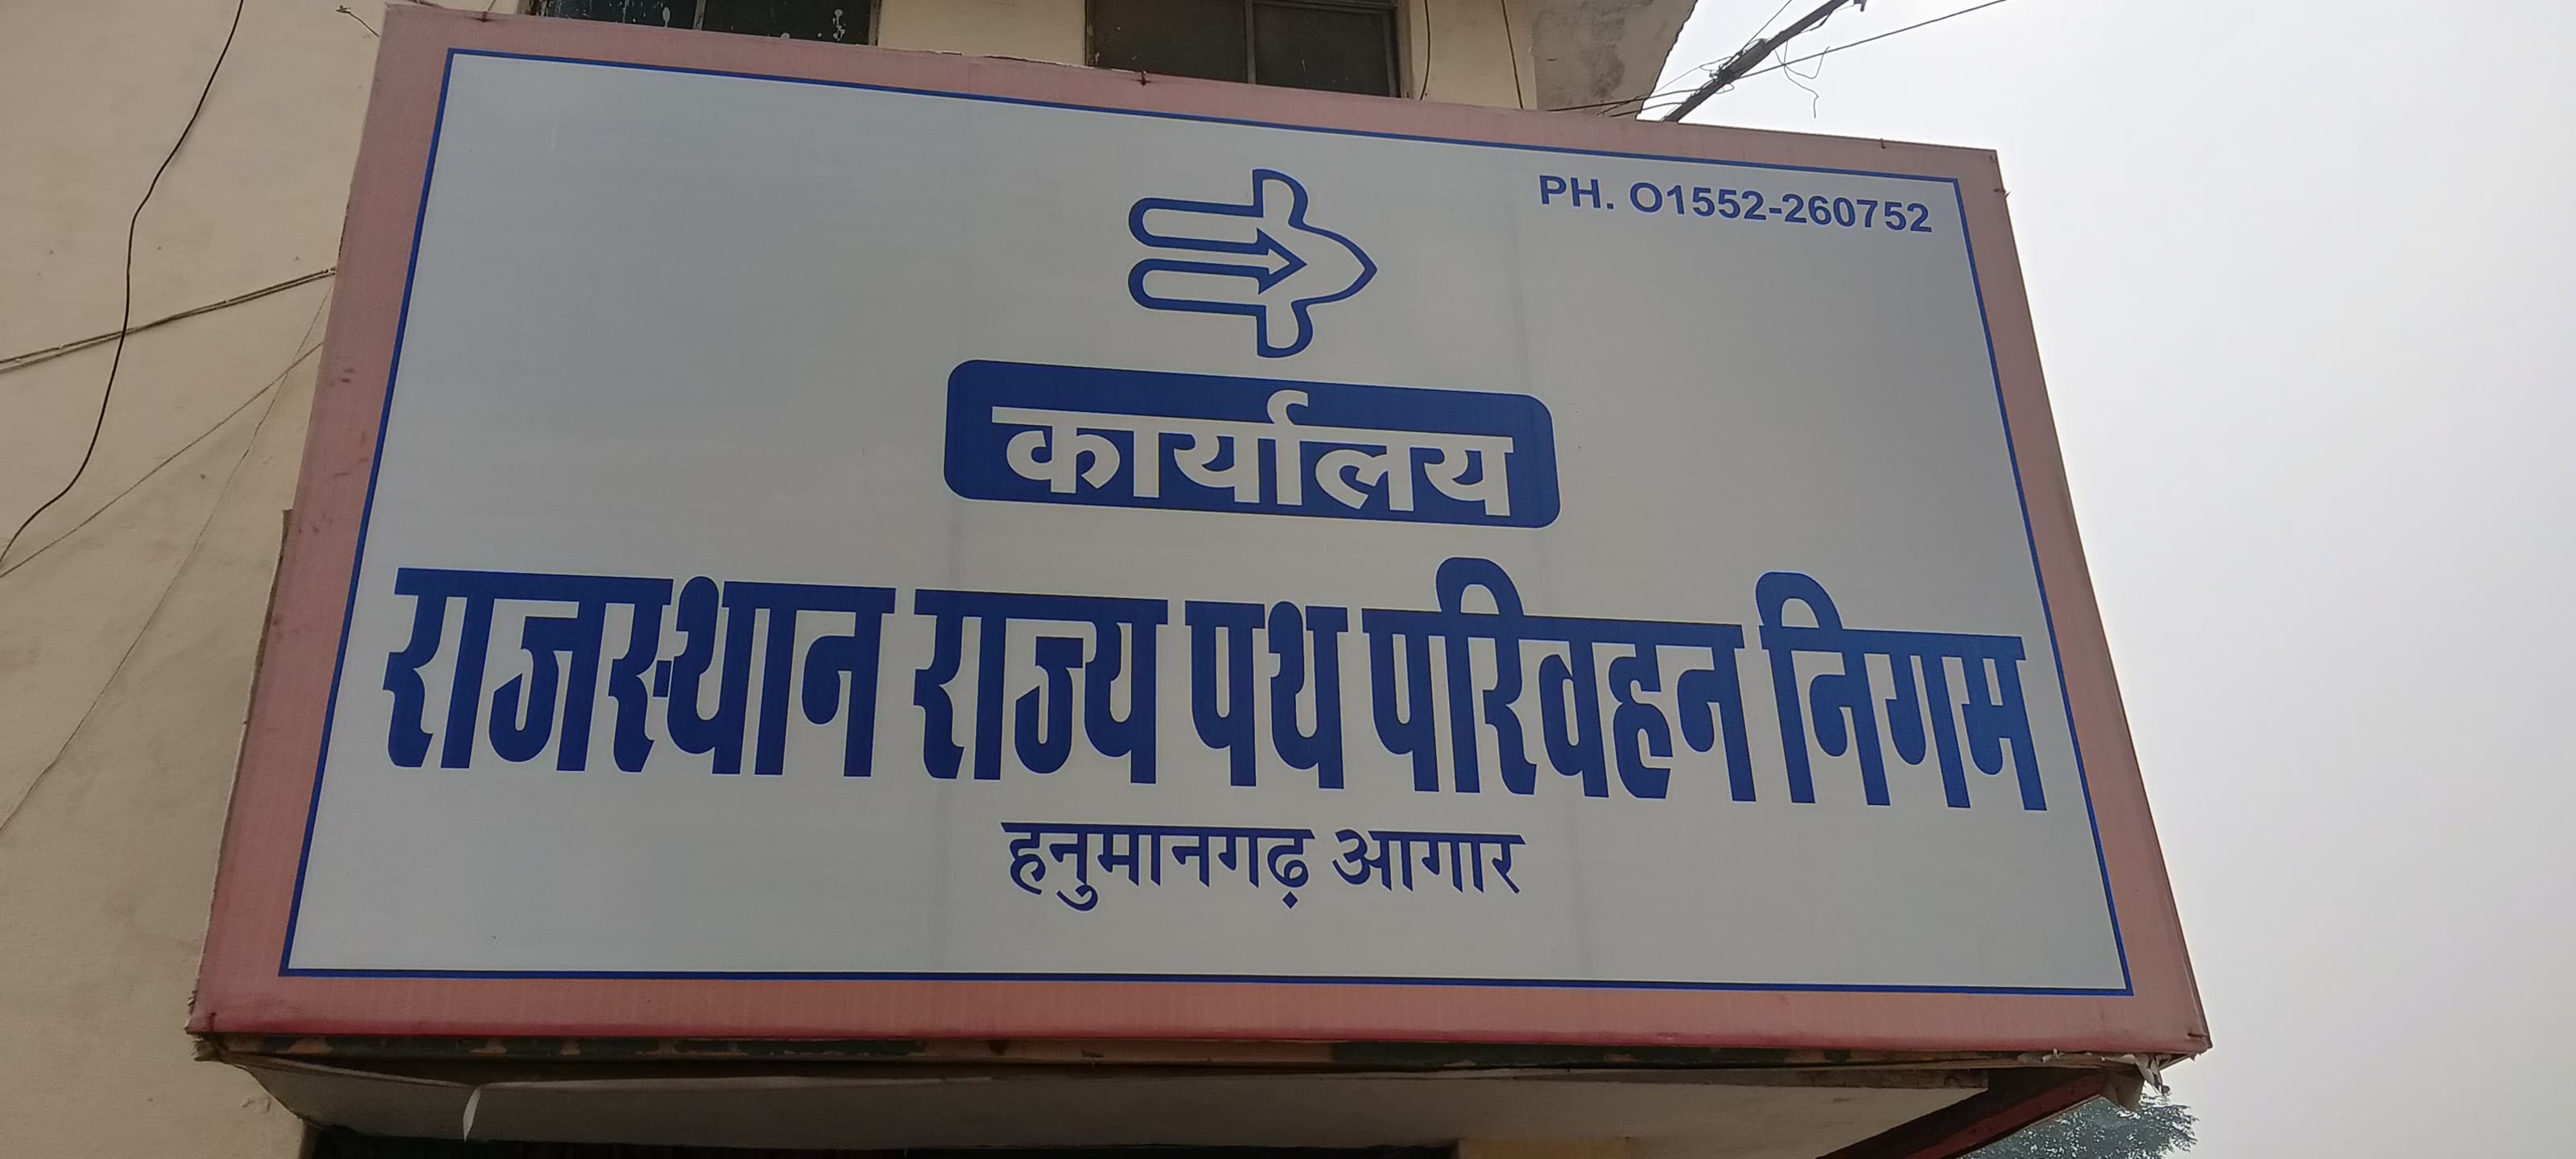 PH. O1552-260752
कार्यालय
राजस्थान राज्य पथ परिवहन निगम
हनुमानगढ़ आगार